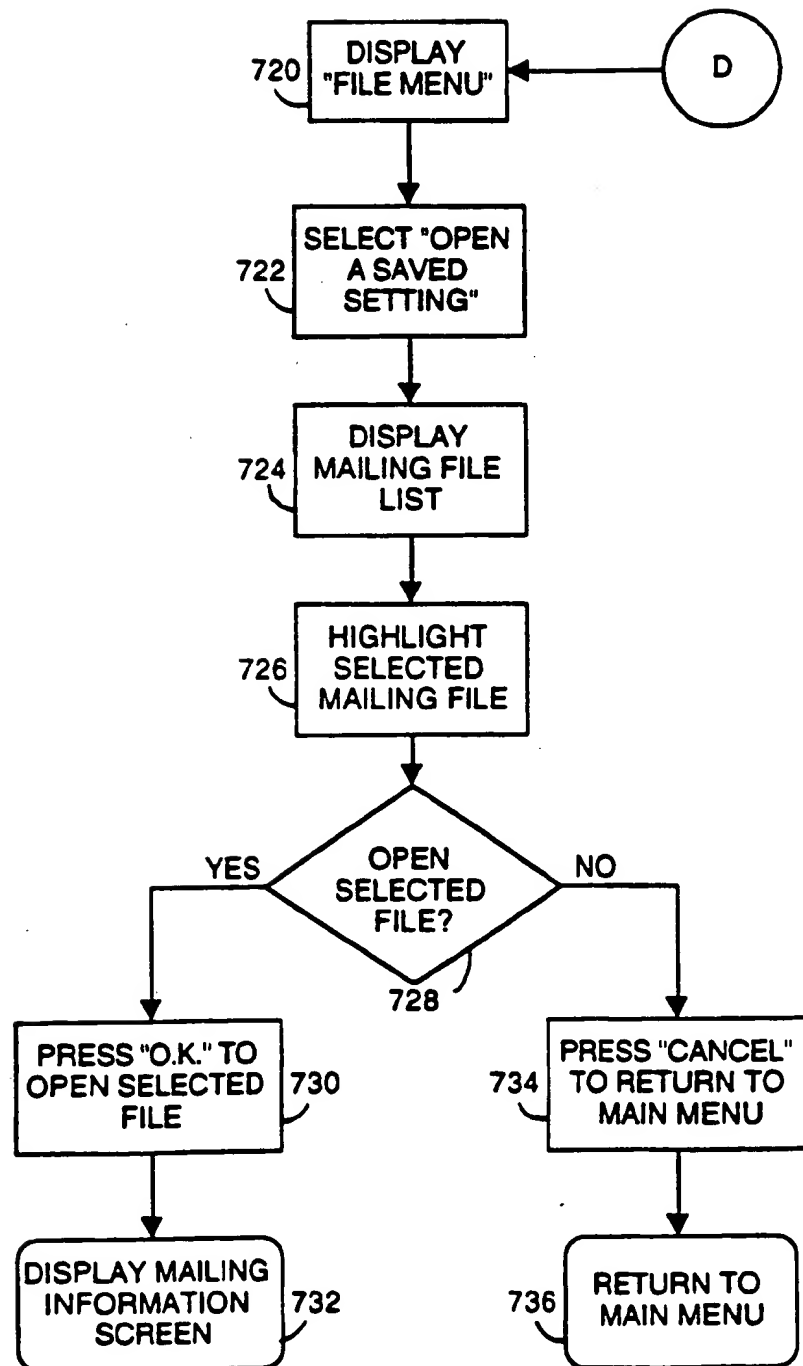 DISPLAY
"FILE MENU"
720
D
SELECT "OPEN
A SAVED
SETTING"
722
DISPLAY
MAILING FILE
LIST
724
HIGHLIGHT
SELECTED
MAILING FILE
726
YES
OPEN
SELECTED
FILE?
NO
728
PRESS "O.K." TO
OPEN SELECTED
FILE
730
PRESS "CANCEL"
TO RETURN TO
MAIN MENU
734
DISPLAY MAILING
INFORMATION
SCREEN
732
RETURN TO
MAIN MENU
736